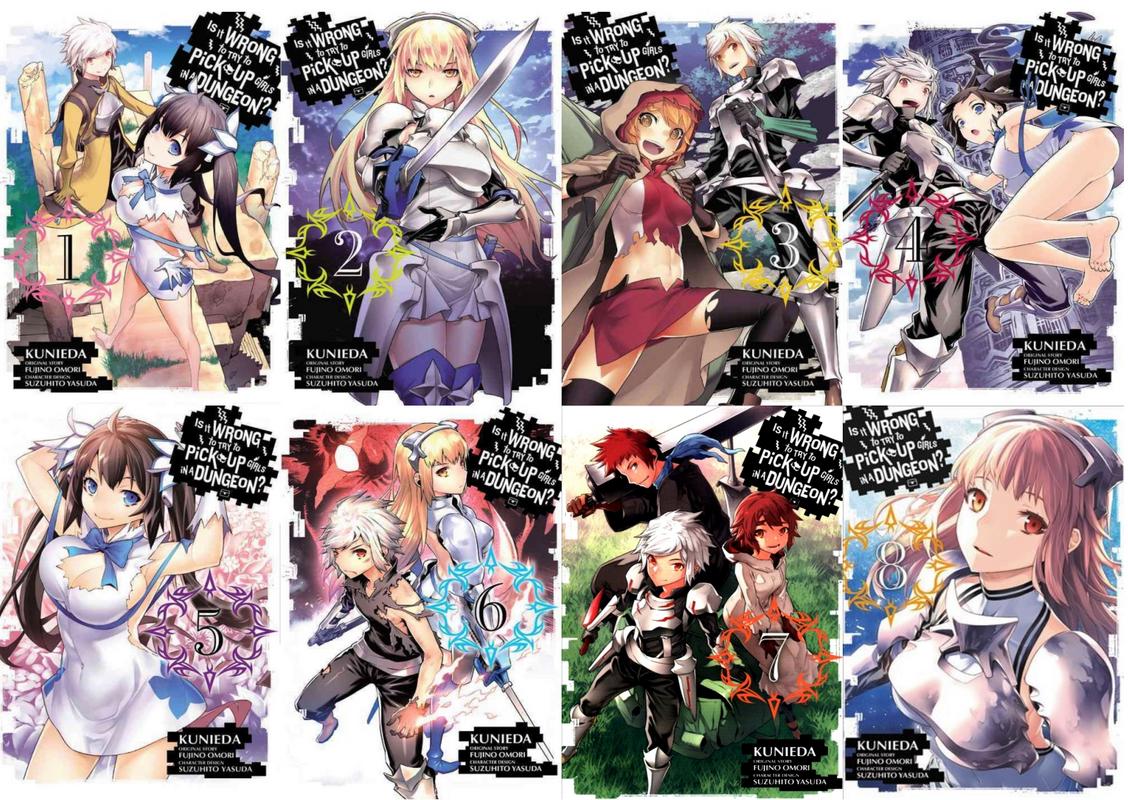 Is it WRONG
to try to
PiCK UP GIRLS
iN A DUNGEON?
1
KUNIEDA
ORIGINAL STORY
FUJINO OMORI
CHARACTER DESIGN
SUZUHITO YASUDA
Is it WRONG
to try to
PiCK UP GIRLS
iN A DUNGEON?
2
KUNIEDA
ORIGINAL STORY
FUJINO OMORI
CHARACTER DESIGN
SUZUHITO YASUDA
Is it WRONG
to try to
PiCK UP GIRLS
iN A DUNGEON?
3
KUNIEDA
ORIGINAL STORY
FUJINO OMORI
CHARACTER DESIGN
SUZUHITO YASUDA
Is it WRONG
to try to
PiCK UP GIRLS
iN A DUNGEON?
4
KUNIEDA
ORIGINAL STORY
FUJINO OMORI
CHARACTER DESIGN
SUZUHITO YASUDA
Is it WRONG
to try to
PiCK UP GIRLS
iN A DUNGEON?
5
KUNIEDA
ORIGINAL STORY
FUJINO OMORI
CHARACTER DESIGN
SUZUHITO YASUDA
Is it WRONG
to try to
PiCK UP GIRLS
iN A DUNGEON?
6
KUNIEDA
ORIGINAL STORY
FUJINO OMORI
CHARACTER DESIGN
SUZUHITO YASUDA
Is it WRONG
to try to
PiCK UP GIRLS
iN A DUNGEON?
7
KUNIEDA
ORIGINAL STORY
FUJINO OMORI
CHARACTER DESIGN
SUZUHITO YASUDA
Is it WRONG
to try to
PiCK UP GIRLS
iN A DUNGEON?
8
KUNIEDA
ORIGINAL STORY
FUJINO OMORI
CHARACTER DESIGN
SUZUHITO YASUDA